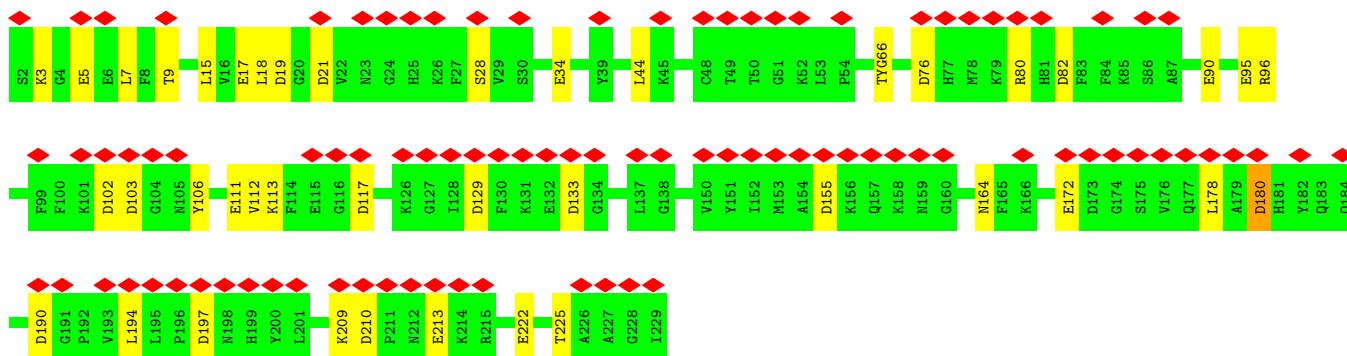 S2 K3 G4 E5 E6 L7 F8 T9 L15 V16 E17 L18 D19 G20 D21 V22 N23 G24 H25 K26 F27 S28 V29 S30 E34 Y39 L44 K45 C48 T49 T50 G51 K52 L53 P54 TYG66 D76 H77 M78 K79 R80 H81 D82 F83 F84 K85 S86 A87 E90 E95 R96
F99 F100 K101 D102 D103 G104 N105 Y106 E111 V112 K113 F114 E115 G116 D117 K126 G127 I128 D129 F130 K131 E132 D133 G134 L137 G138 V150 Y151 I152 M153 A154 D155 K156 Q157 K158 N159 G160 N164 F165 K166 E172 D173 G174 S175 V176 Q177 L178 A179 D180 H181 Y182 Q183 Q184
D190 G191 P192 V193 L194 L195 P196 D197 N198 H199 Y200 L201 K209 D210 P211 N212 E213 K214 R215 E222 T225 A226 A227 G228 I229